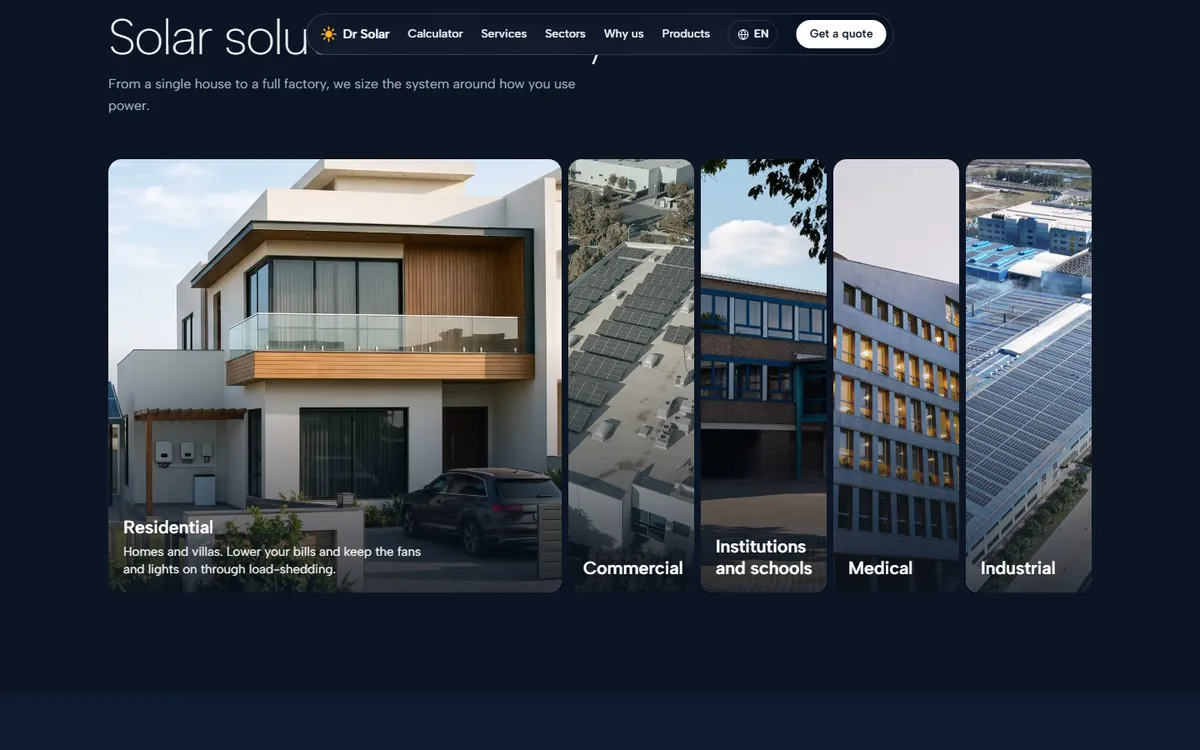 Dr Solar Calculator Services Sectors Why us Products EN Get a quote
Solar
From a single house to a full factory, we size the system around how you use
power.
Residential
Homes and villas. Lower your bills and keep the fans
and lights on through load-shedding.
Commercial
Institutions
and schools
Medical
Industrial